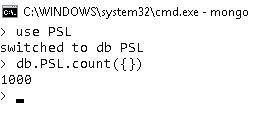 C:\WINDOWS\system32\cmd.exe - mongo
> use PSL
switched to db PSL
> db.PSL.count({})
1000
>